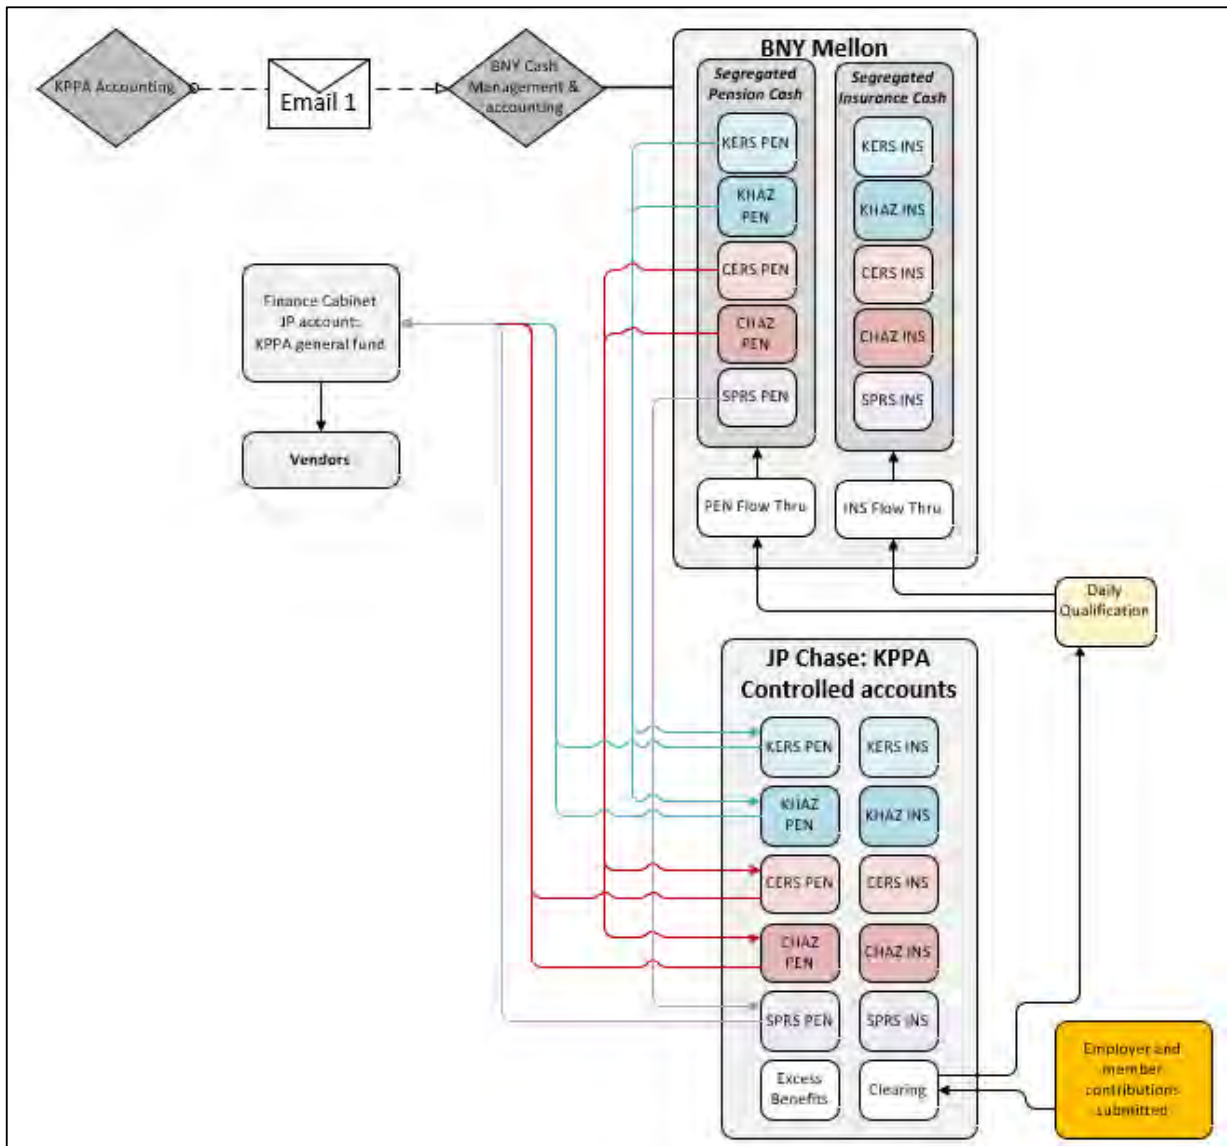 KPPA Accounting
Email 1
BNY Cash
Management &
accounting
BNY Mellon
Segregated
Pension Cash
Segregated
Insurance Cash
KERS PEN
KERS INS
KHAZ
PEN
KHAZ INS
CERS PEN
CERS INS
CHAZ
PEN
CHAZ INS
SPRS PEN
SPRS INS
PEN Flow Thru
INS Flow Thru
Finance Cabinet
JP account:
KPPA general fund
Vendors
Daily
Qualification
JP Chase: KPPA
Controlled accounts
KERS PEN
KERS INS
KHAZ
PEN
KHAZ INS
CERS PEN
CERS INS
CHAZ
PEN
CHAZ INS
SPRS PEN
SPRS INS
Excess
Benefits
Clearing
Employer and
member
contributions
submitted